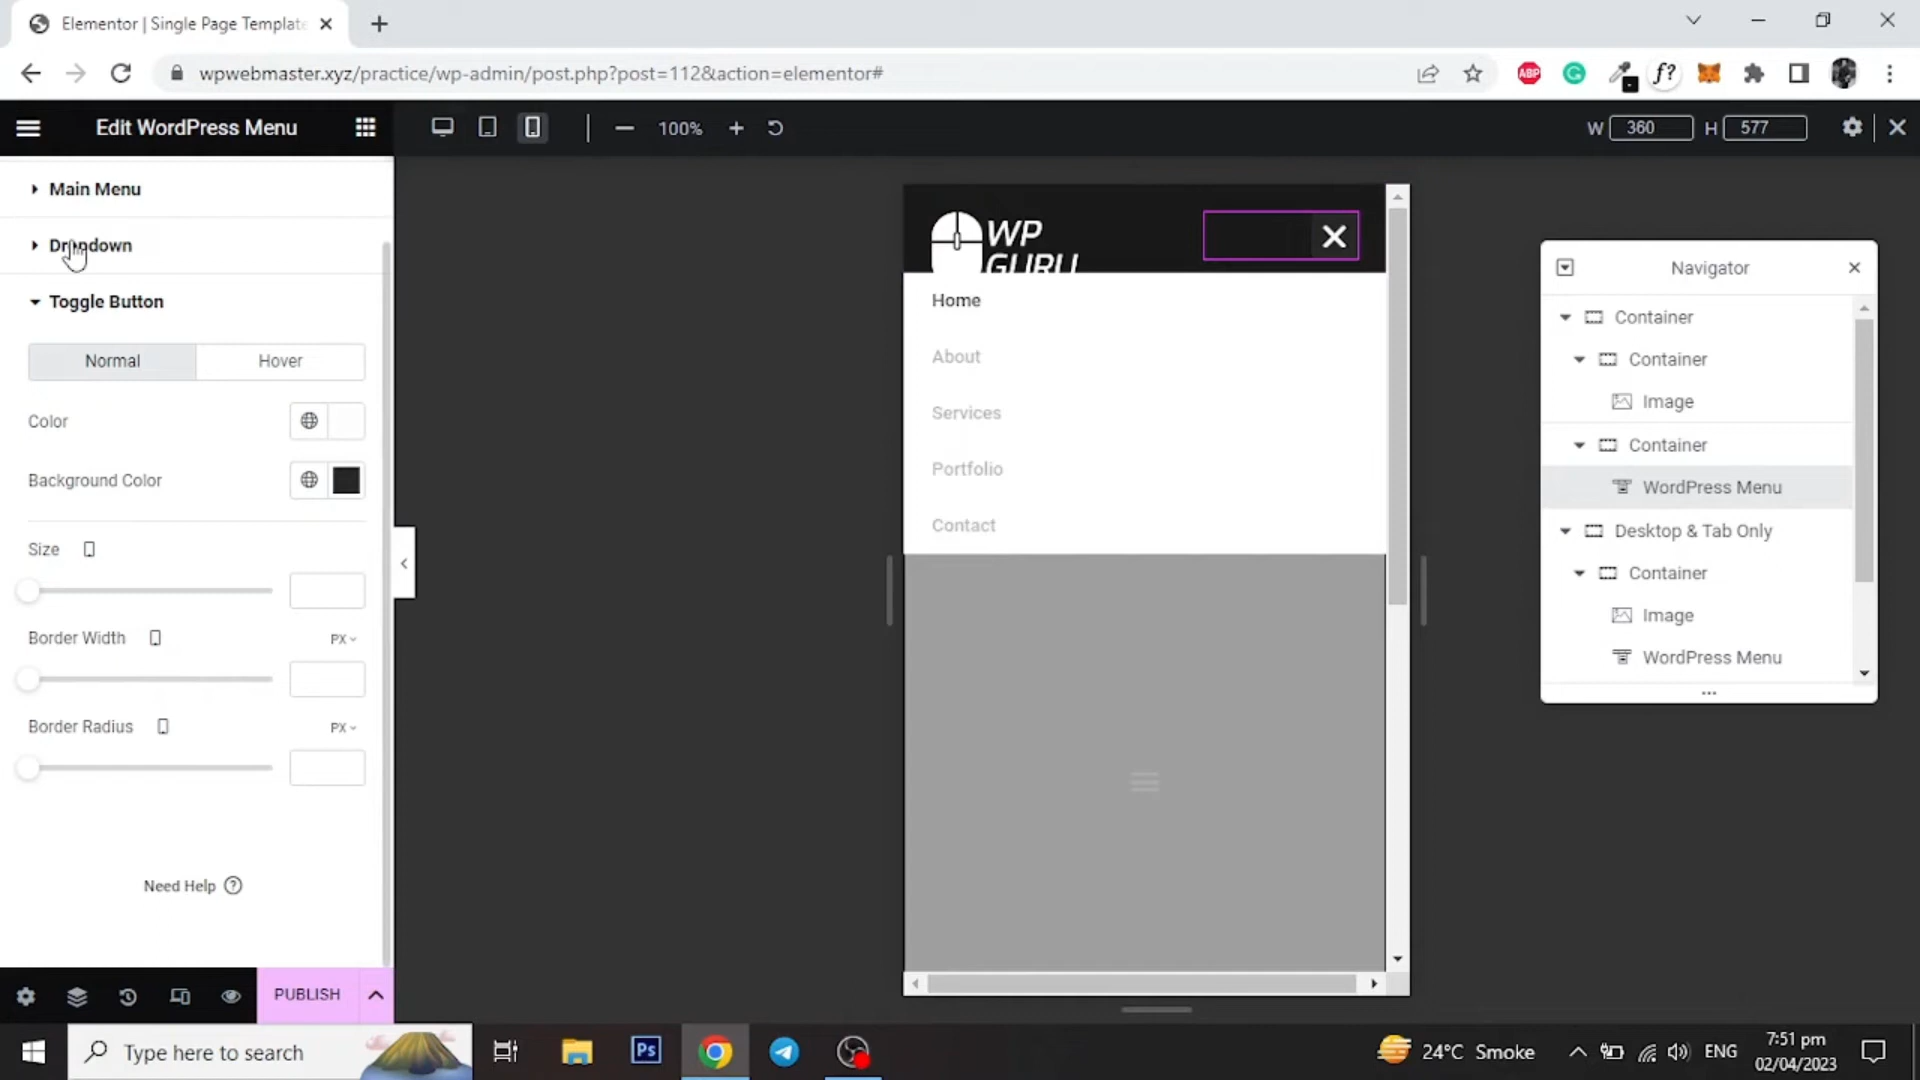 Elementor | Single Page Template
wpwebmaster.xyz/practice/wp-admin/post.php?post=112&action=elementor#
ABP
f?
Edit WordPress Menu
100%
W 360 H 577
Main Menu
Dropdown
Toggle Button
Normal Hover
Color
Background Color
Size
Border Width PX
Border Radius PX
Need Help ?
PUBLISH
WP
GURU
Home
About
Services
Portfolio
Contact
Navigator
Container
Container
Image
Container
WordPress Menu
Desktop & Tab Only
Container
Image
WordPress Menu
Type here to search
Ps
24°C Smoke
ENG
7:51 pm
02/04/2023